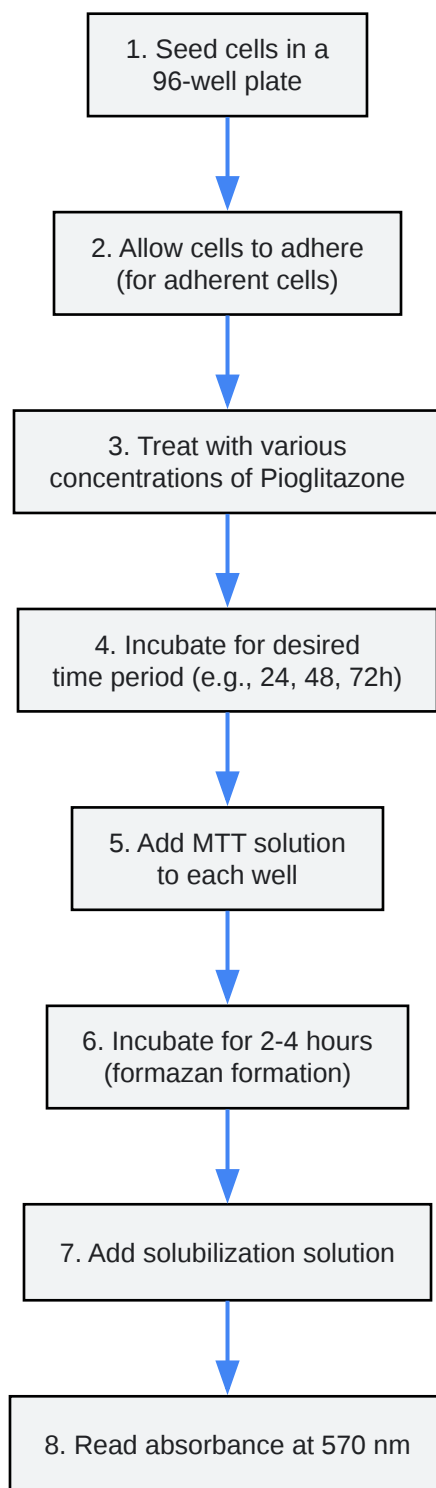 1. Seed cells in a
96-well plate
2. Allow cells to adhere
(for adherent cells)
3. Treat with various
concentrations of Pioglitazone
4. Incubate for desired
time period (e.g., 24, 48, 72h)
5. Add MTT solution
to each well
6. Incubate for 2-4 hours
(formazan formation)
7. Add solubilization solution
8. Read absorbance at 570 nm